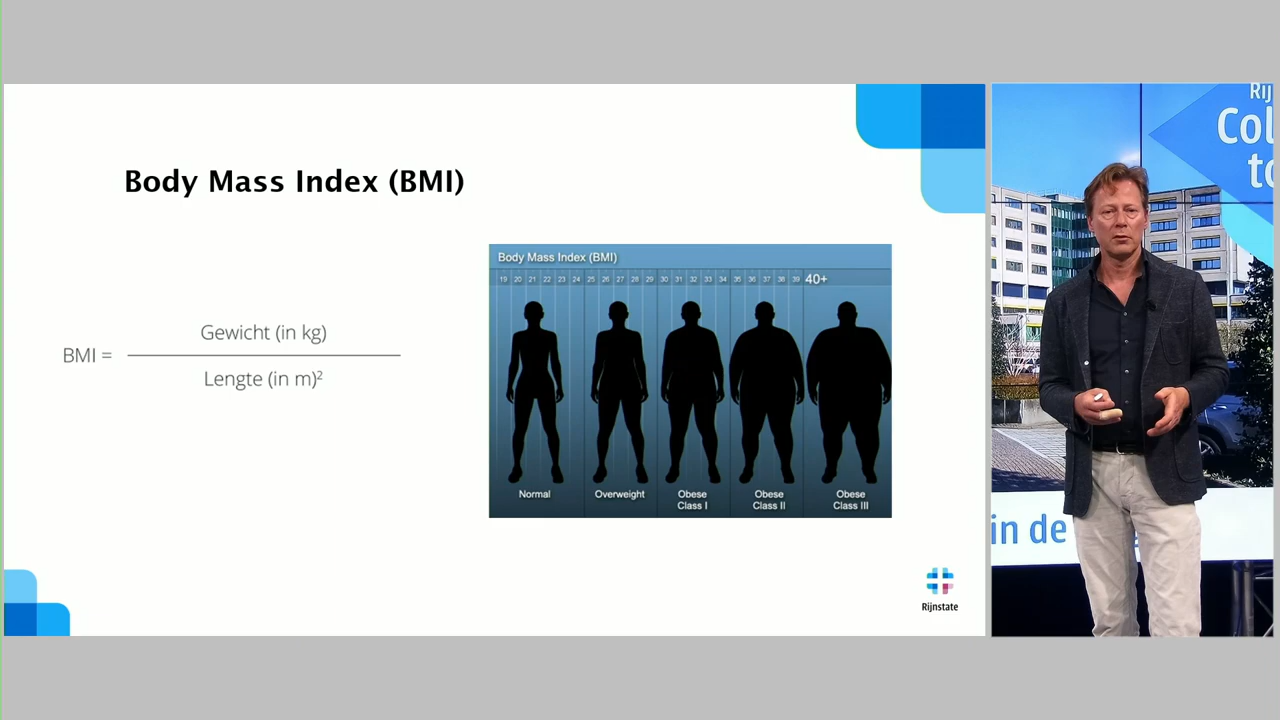 Body Mass Index (BMI)
BMI =
Gewicht (in kg)
Lengte (in m)²
Body Mass Index (BMI)
19 20 21 22 23 24 25 26 27 28 29 30 31 32 33 34 35 36 37 38 39 40+
Normal
Overweight
Obese
Class I
Obese
Class II
Obese
Class III
Rijnstate
in de